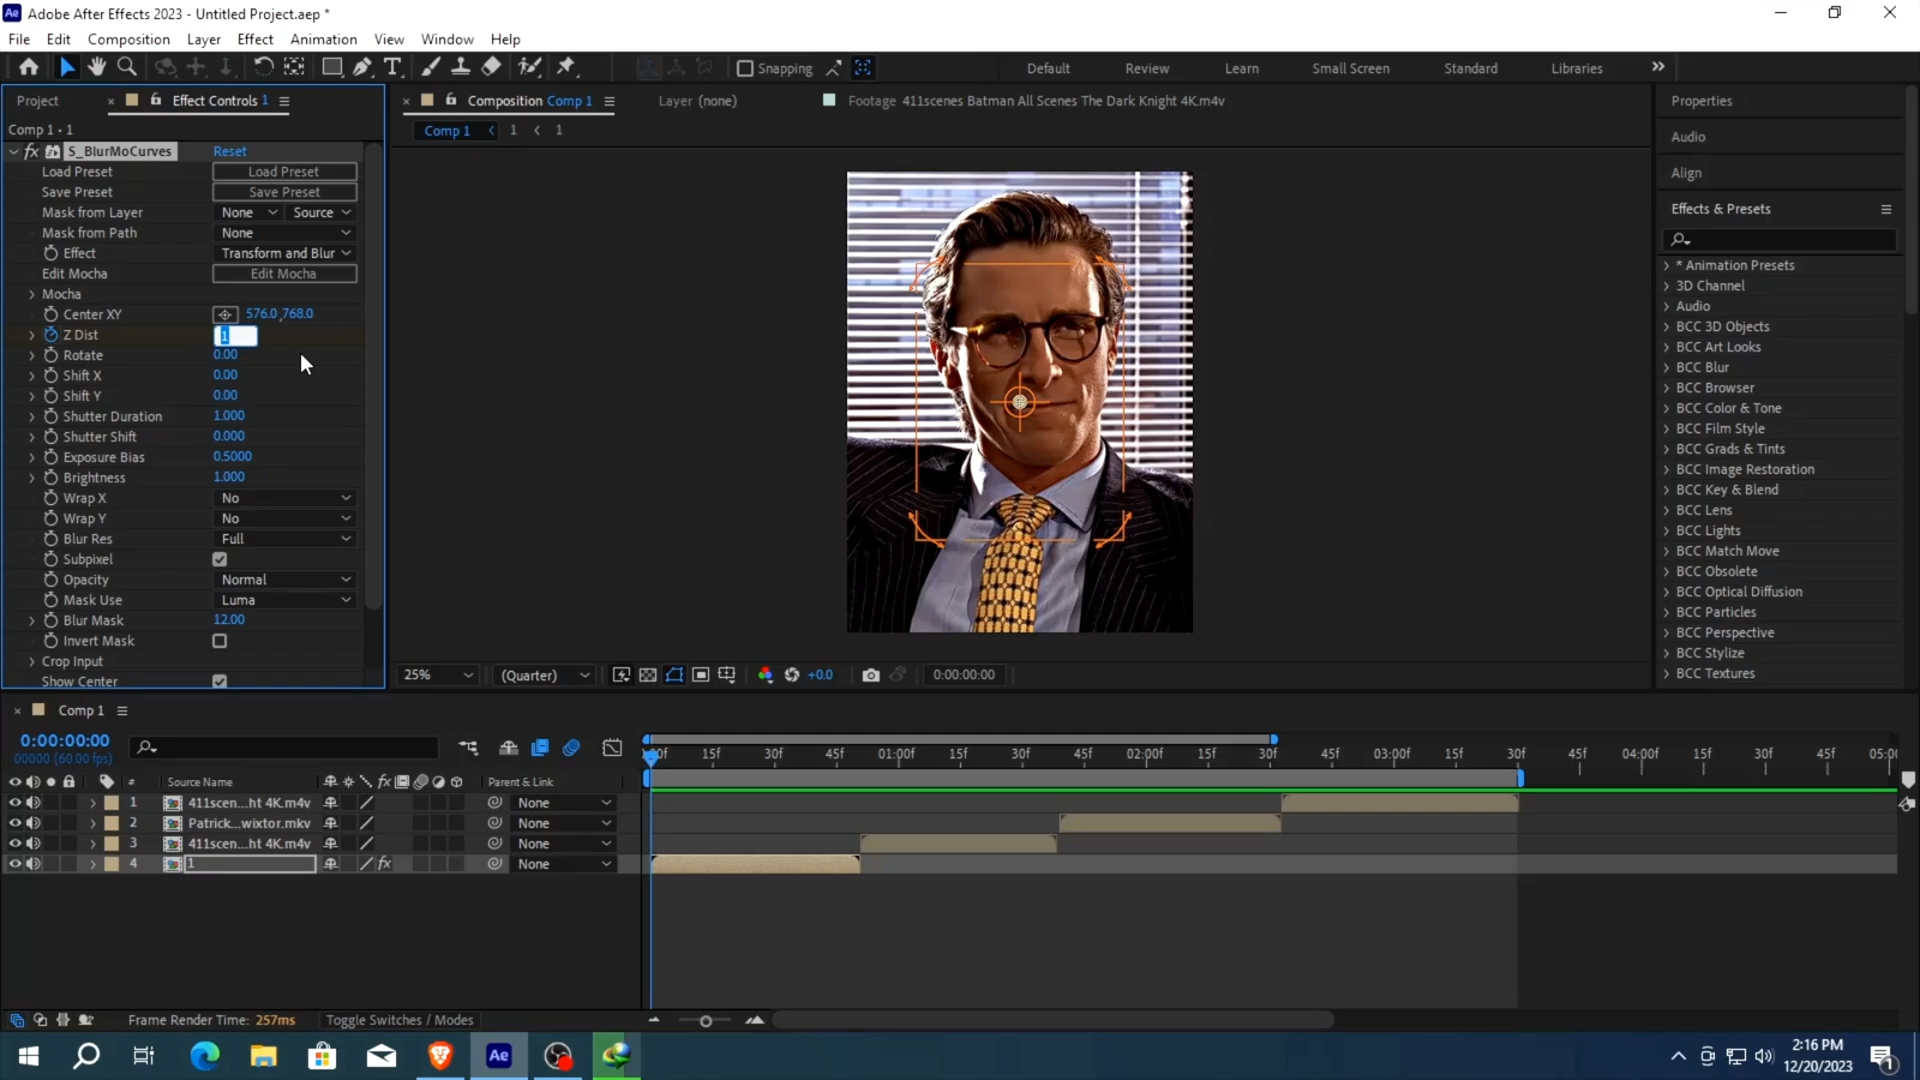 Adobe After Effects 2023 - Untitled Project.aep *
File Edit Composition Layer Effect Animation View Window Help
Snapping Default Review Learn Small Screen Standard Libraries
Project Effect Controls 1
Composition Comp 1 Layer (none) Footage 411scenes Batman All Scenes The Dark Knight 4K.m4v
Comp 1 • 1
Comp 1 1 1
fx S_BlurMoCurves Reset
Load Preset Load Preset
Save Preset Save Preset
Mask from Layer None Source
Mask from Path None
Effect Transform and Blur
Edit Mocha Edit Mocha
Mocha
Center XY 576.0 ,768.0
Z Dist 1
Rotate 0.00
Shift X 0.00
Shift Y 0.00
Shutter Duration 1.000
Shutter Shift 0.000
Exposure Bias 0.5000
Brightness 1.000
Wrap X No
Wrap Y No
Blur Res Full
Subpixel
Opacity Normal
Mask Use Luma
Blur Mask 12.00
Invert Mask
Crop Input
Show Center
25% (Quarter) +0.0 0:00:00:00
Properties
Audio
Align
Effects & Presets
* Animation Presets
3D Channel
Audio
BCC 3D Objects
BCC Art Looks
BCC Blur
BCC Browser
BCC Color & Tone
BCC Film Style
BCC Grads & Tints
BCC Image Restoration
BCC Key & Blend
BCC Lens
BCC Lights
BCC Match Move
BCC Obsolete
BCC Optical Diffusion
BCC Particles
BCC Perspective
BCC Stylize
BCC Textures
Comp 1
0:00:00:00
00000 (60.00 fps)
:00f 15f 30f 45f 01:00f 15f 30f 45f 02:00f 15f 30f 45f 03:00f 15f 30f 45f 04:00f 15f 30f 45f 05:00
# Source Name fx Parent & Link
1 411scen...ht 4K.m4v None
2 Patrick...wixtor.mkv None
3 411scen...ht 4K.m4v None
4 1 fx None
Frame Render Time: 257ms Toggle Switches / Modes
Ae
2:16 PM
12/20/2023
1